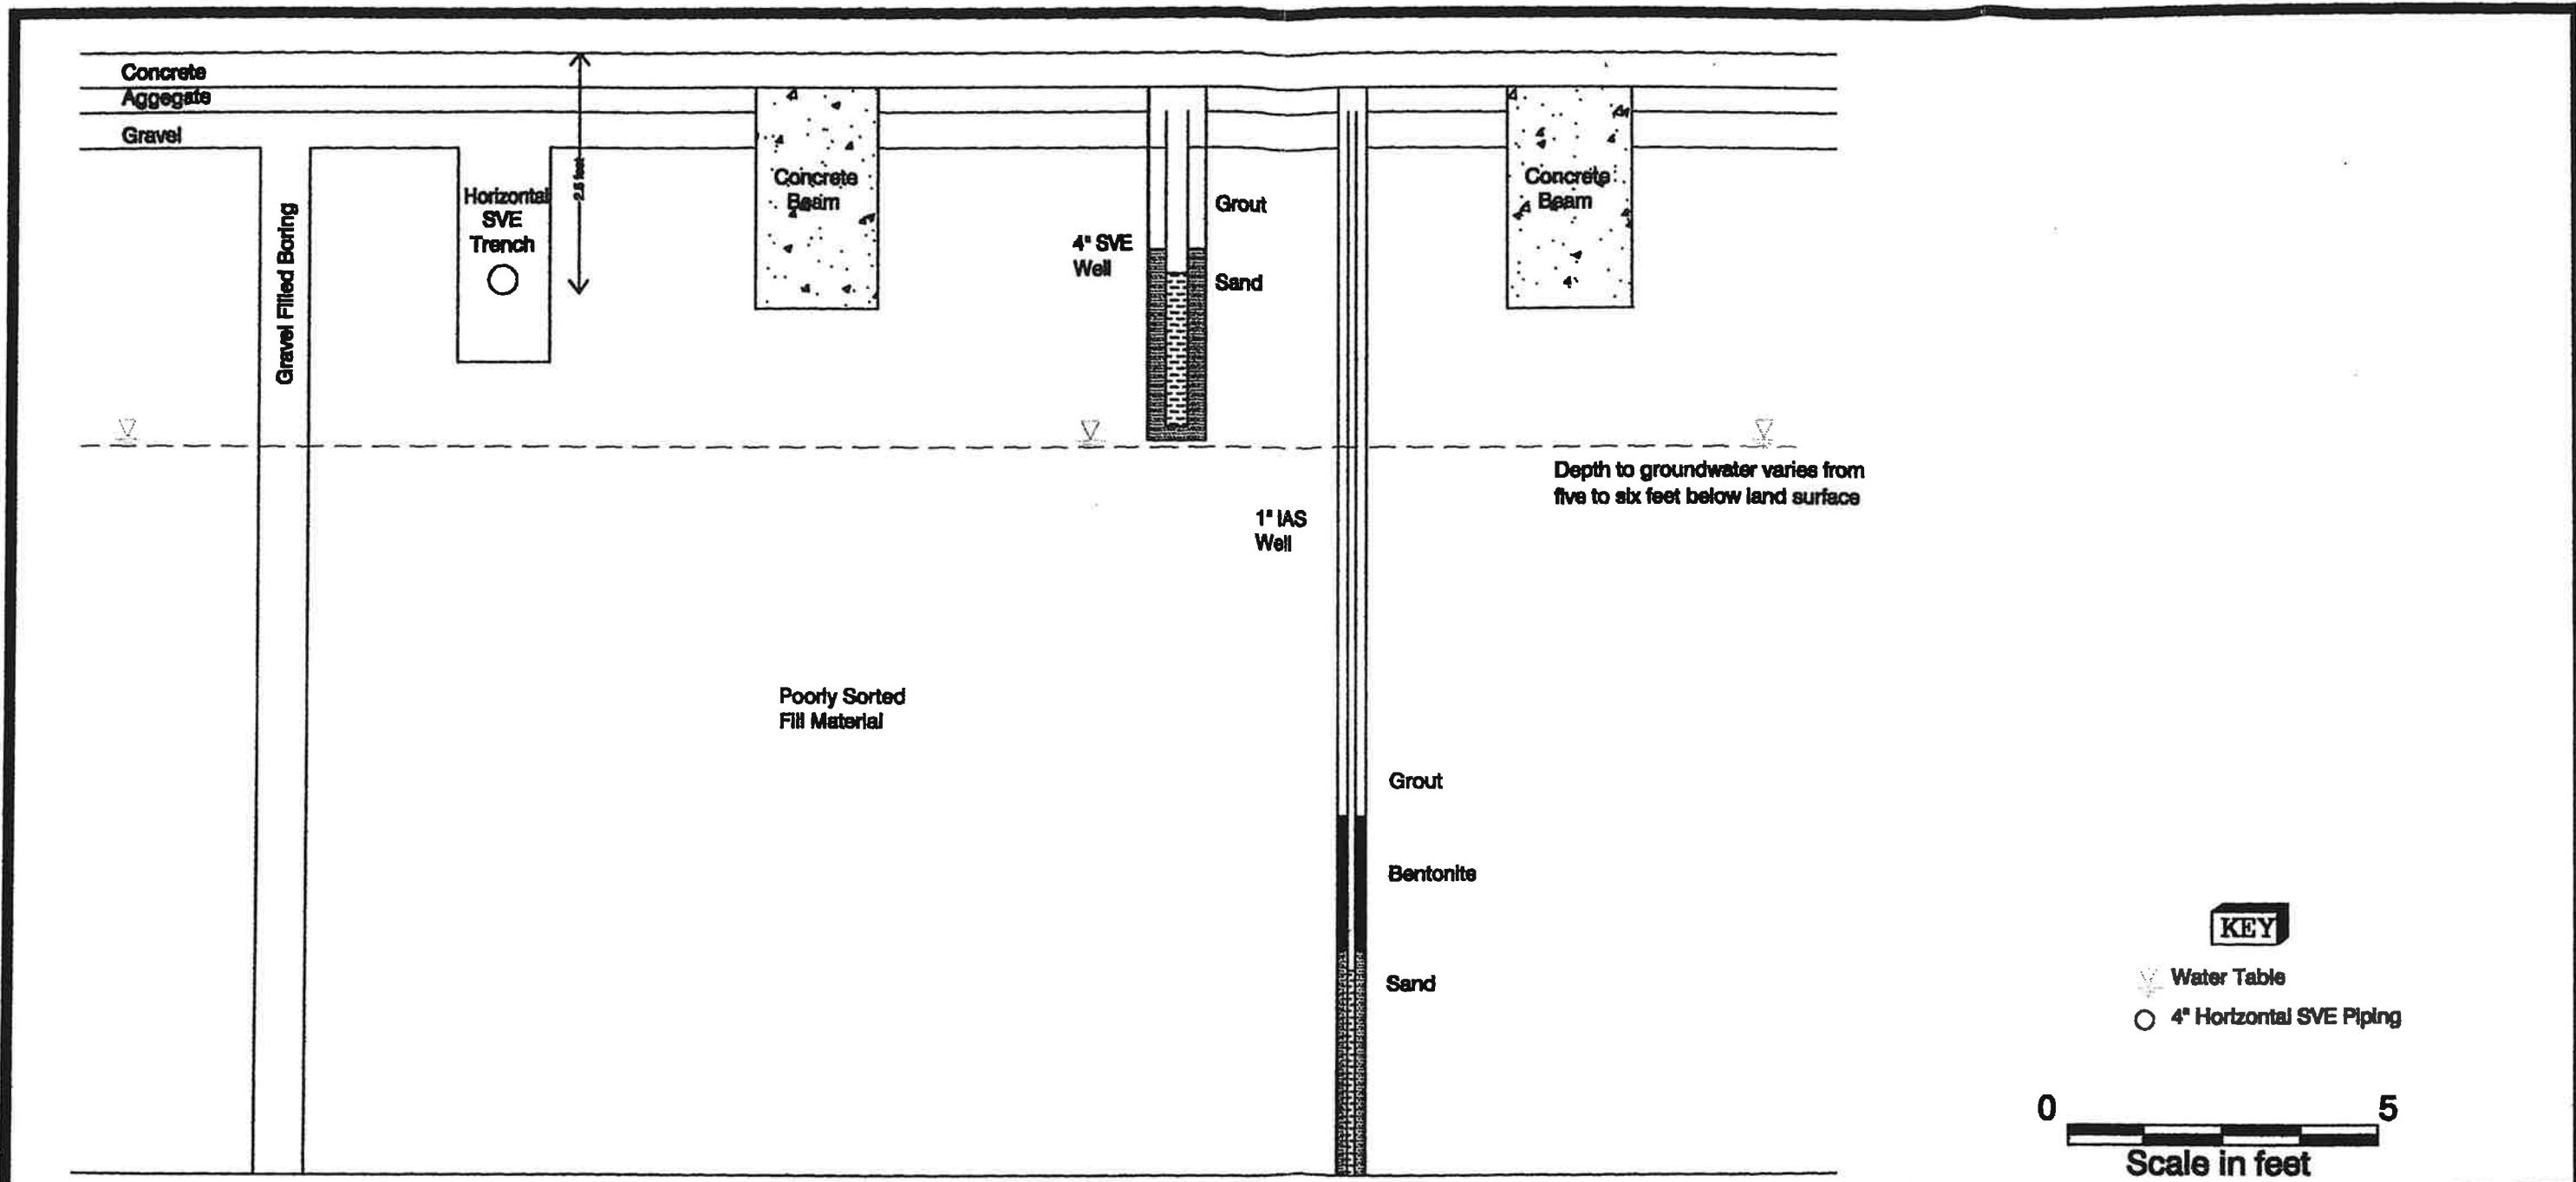 Concrete
Aggegate
Gravel
Gravel Filled Boring
Horizontal
SVE
Trench
2.5 feet
Concrete
Beam
4" SVE
Well
Grout
Sand
Concrete
Beam
Depth to groundwater varies from
five to six feet below land surface
1" IAS
Well
Poorly Sorted
Fill Material
Grout
Bentonite
Sand
KEY
Water Table
4" Horizontal SVE Piping
0 5
Scale in feet